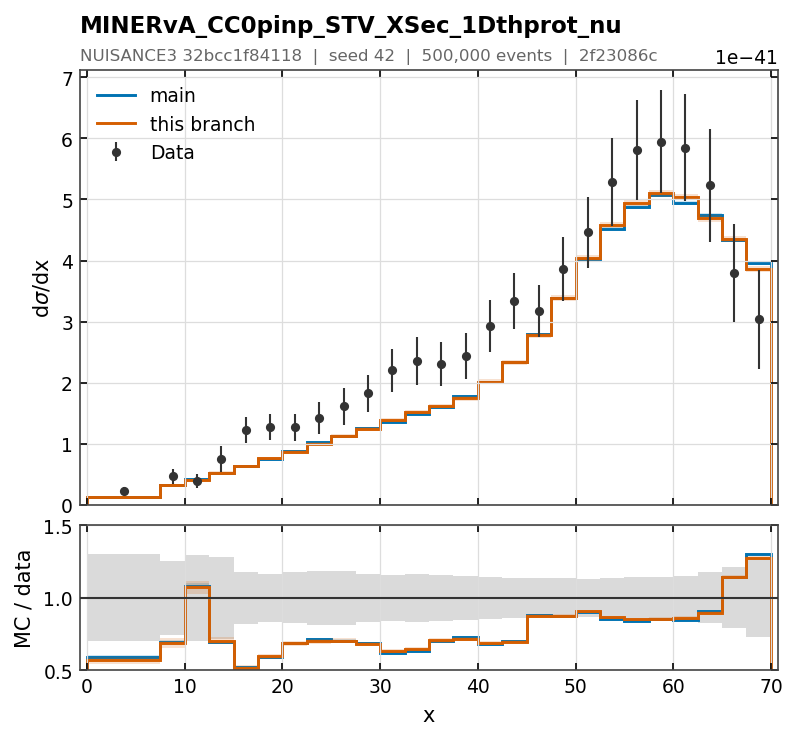 MINERvA_CC0pinp_STV_XSec_1Dthprot_nu
NUISANCE3 32bcc1f84118 | seed 42 | 500,000 events | 2f23086c
1e−41
main
this branch
Data
dσ/dx
7
6
5
4
3
2
1
0
MC / data
1.5
1.0
0.5
0 10 20 30 40 50 60 70
x